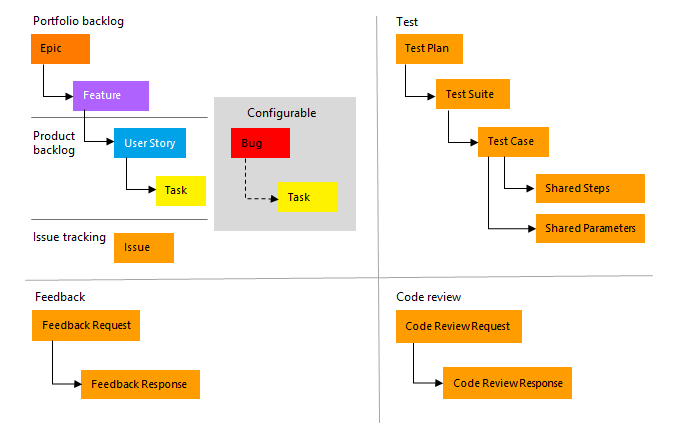 Portfolio backlog
Epic
Feature
Product
backlog
User Story
Task
Configurable
Bug
Task
Issue tracking
Issue
Test
Test Plan
Test Suite
Test Case
Shared Steps
Shared Parameters
Feedback
Feedback Request
Feedback Response
Code review
Code Review Request
Code Review Response